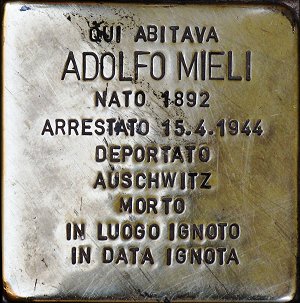 QUI ABITAVA
ADOLFO MIELI
NATO 1892
ARRESTATO 15.4.1944
DEPORTATO
AUSCHWITZ
MORTO
IN LUOGO IGNOTO
IN DATA IGNOTA